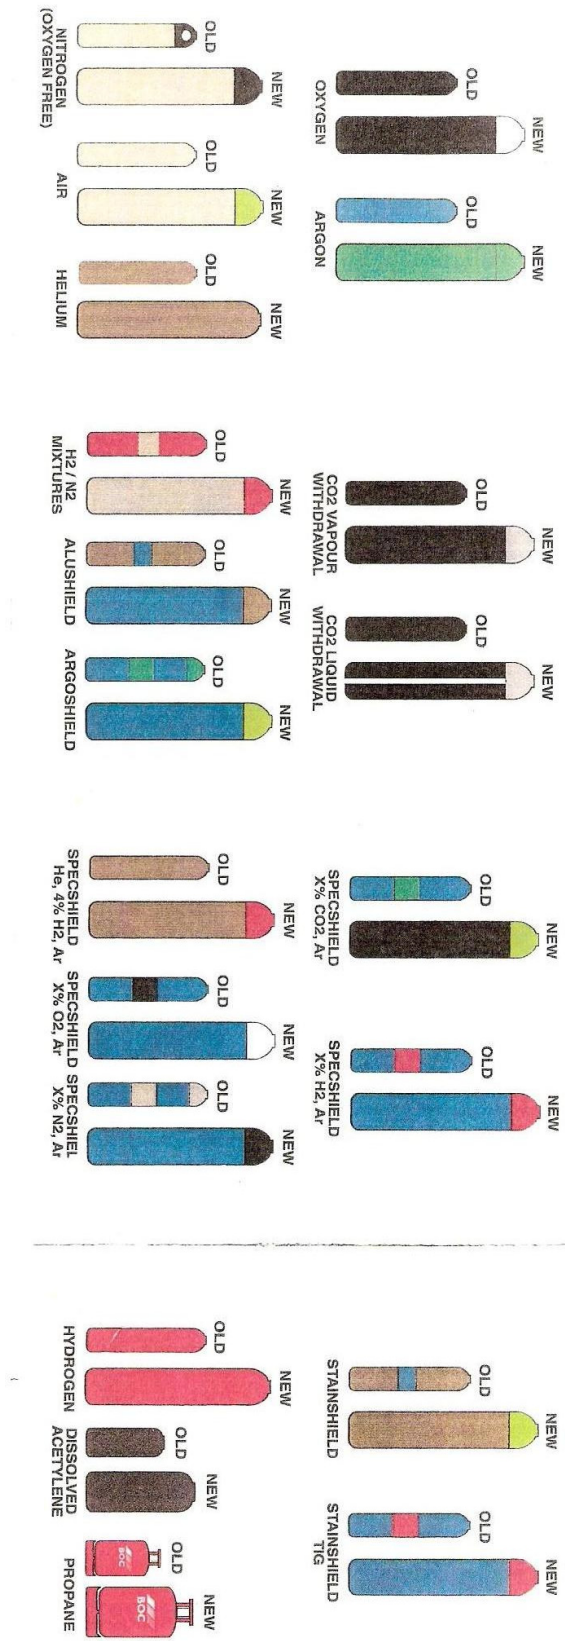 OLD
NEW
OXYGEN
OLD
NEW
ARGON
OLD
NEW
NITROGEN
(OXYGEN FREE)
OLD
NEW
AIR
OLD
NEW
HELIUM
OLD
NEW
CO2 VAPOUR
WITHDRAWAL
OLD
NEW
CO2 LIQUID
WITHDRAWAL
OLD
NEW
H2 / N2
MIXTURES
OLD
NEW
ALUSHIELD
OLD
NEW
ARGOSHIELD
OLD
NEW
SPECSHIELD
X% CO2, Ar
OLD
NEW
SPECSHIELD
X% H2, Ar
OLD
NEW
SPECSHIELD
He, 4% H2, Ar
OLD
NEW
SPECSHIELD
X% O2, Ar
OLD
NEW
SPECSHIEL
X% N2, Ar
OLD
NEW
STAINSHIELD
OLD
NEW
STAINSHIELD
TIG
OLD
NEW
HYDROGEN
OLD
NEW
DISSOLVED
ACETYLENE
OLD
BOC
NEW
BOC
PROPANE